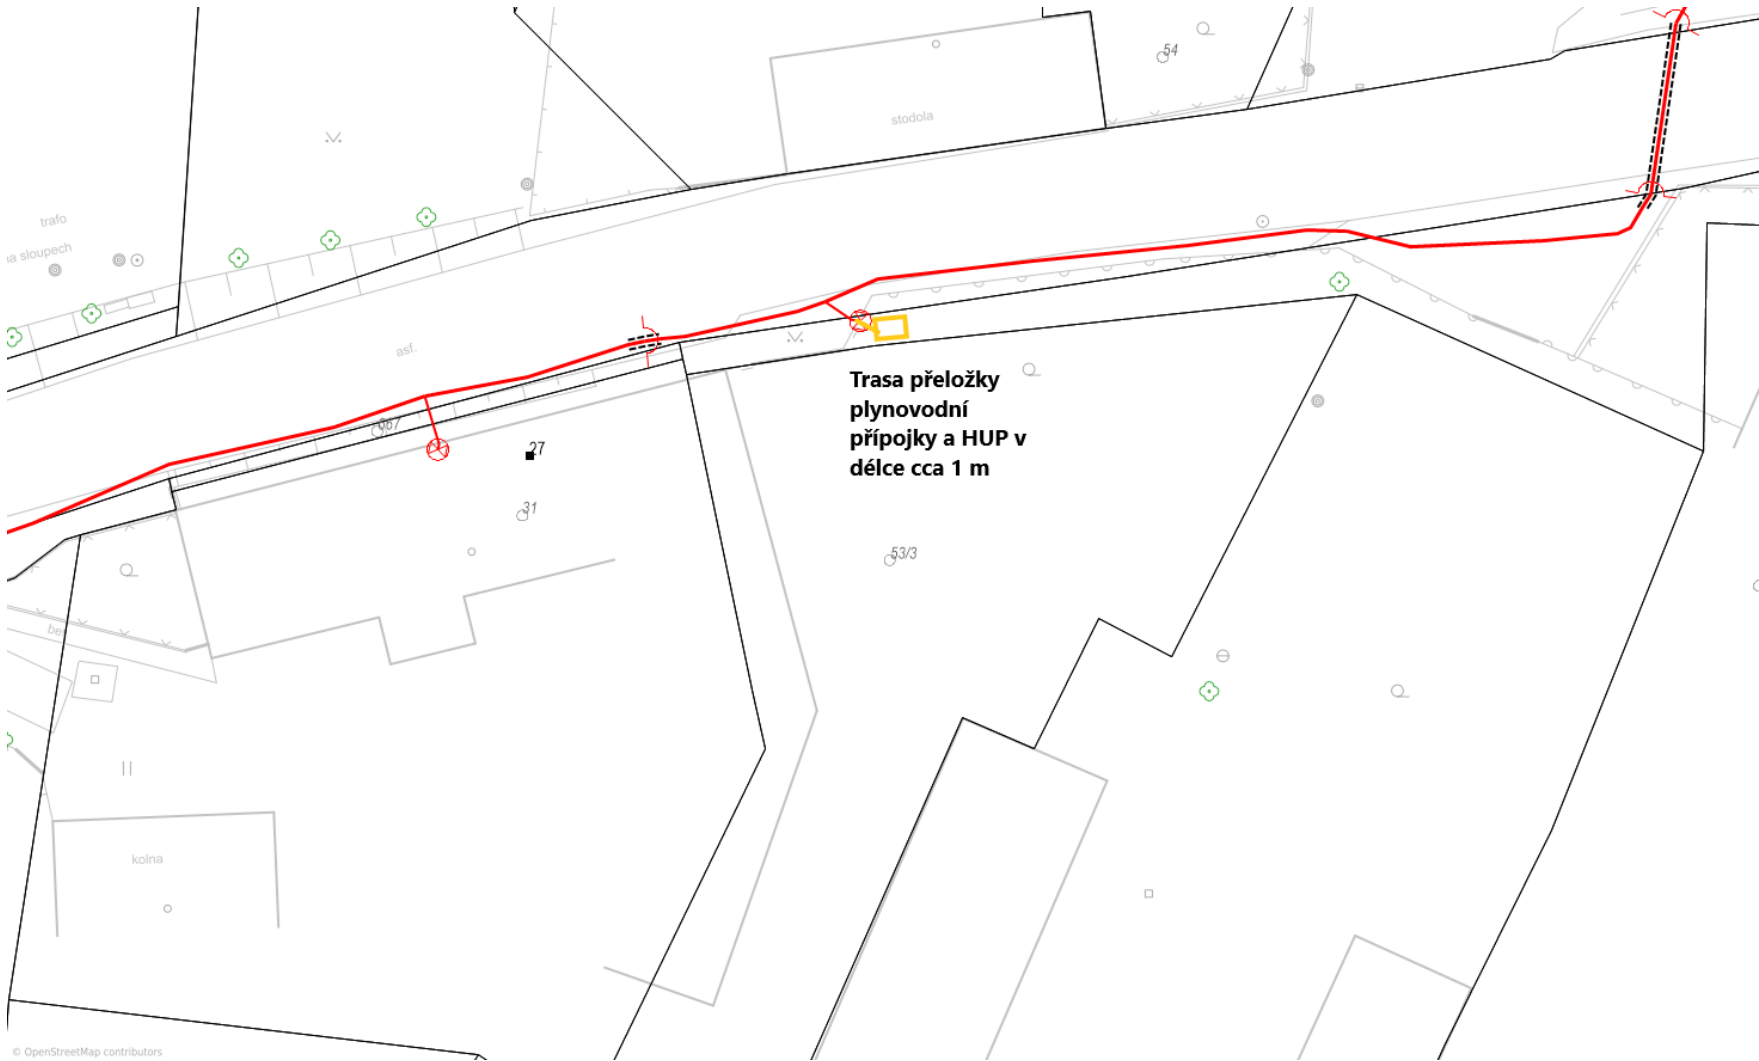 54
stodola
trafo
na sloupech
asf.
667
27
31
Trasa přeložky
plynovodní
přípojky a HUP v
délce cca 1 m
53/3
kolna
© OpenStreetMap contributors